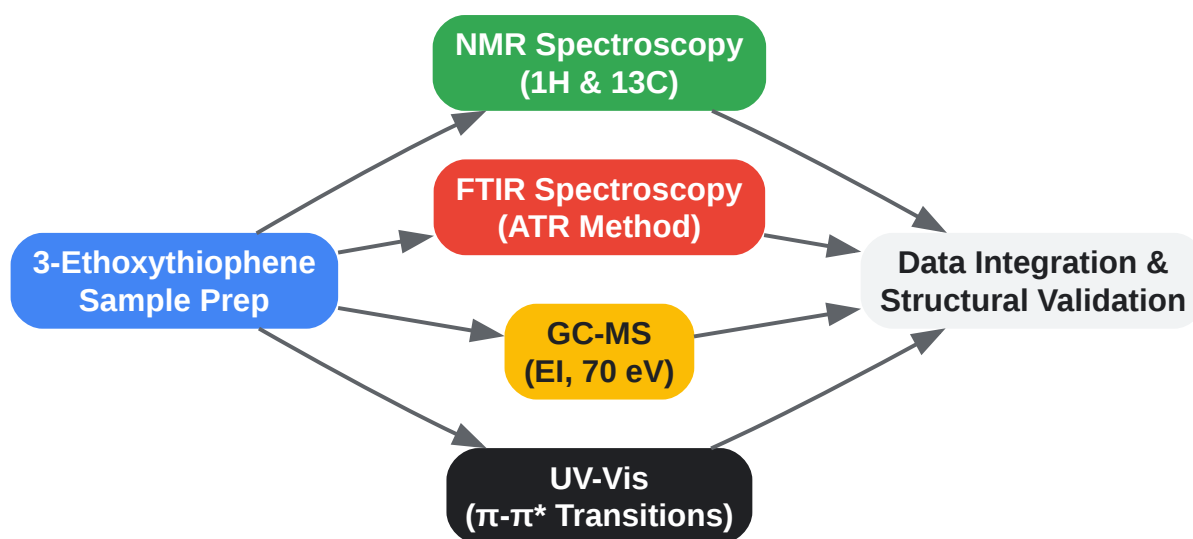 NMR Spectroscopy
(1H & 13C)
FTIR Spectroscopy
(ATR Method)
3-Ethoxythiophene
Sample Prep
Data Integration &
Structural Validation
GC-MS
(EI, 70 eV)
UV-Vis
(π-π* Transitions)